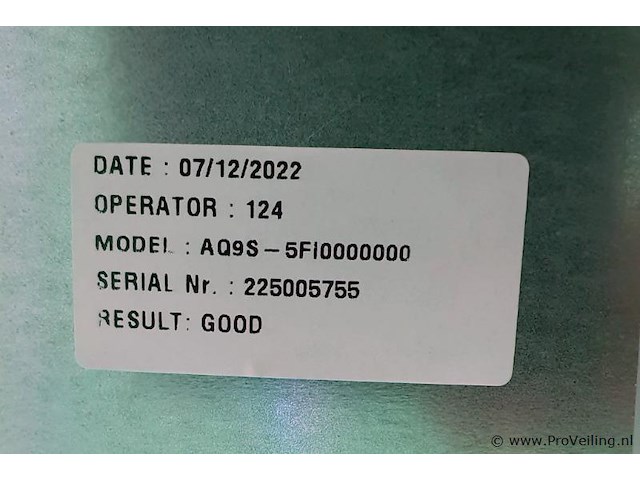 DATE : 07/12/2022
OPERATOR : 124
MODEL : AQ9S-5FI0000000
SERIAL Nr. : 225005755
RESULT: GOOD
© www.ProVeiling.nl